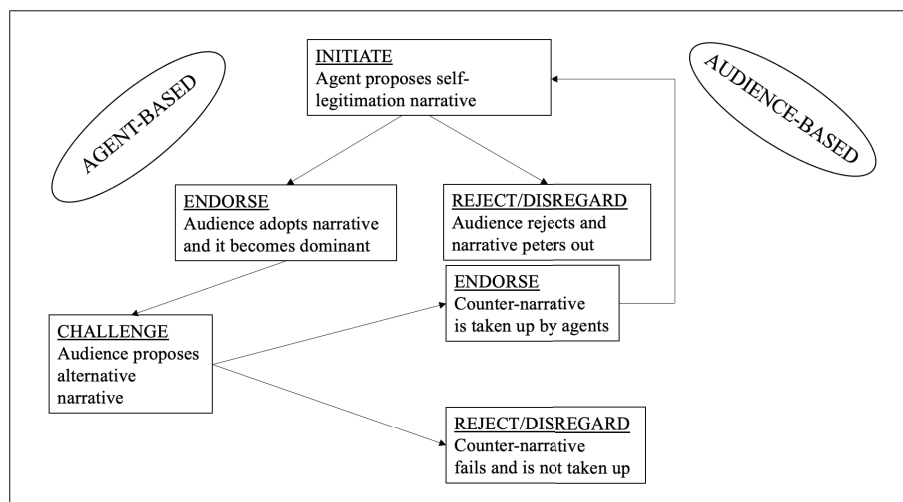 AGENT-BASED
INITIATE
Agent proposes self-
legitimation narrative
AUDIENCE-BASED
ENDORSE
Audience adopts narrative
and it becomes dominant
REJECT/DISREGARD
Audience rejects and
narrative peters out
CHALLENGE
Audience proposes
alternative
narrative
ENDORSE
Counter-narrative
is taken up by agents
REJECT/DISREGARD
Counter-narrative
fails and is not taken up